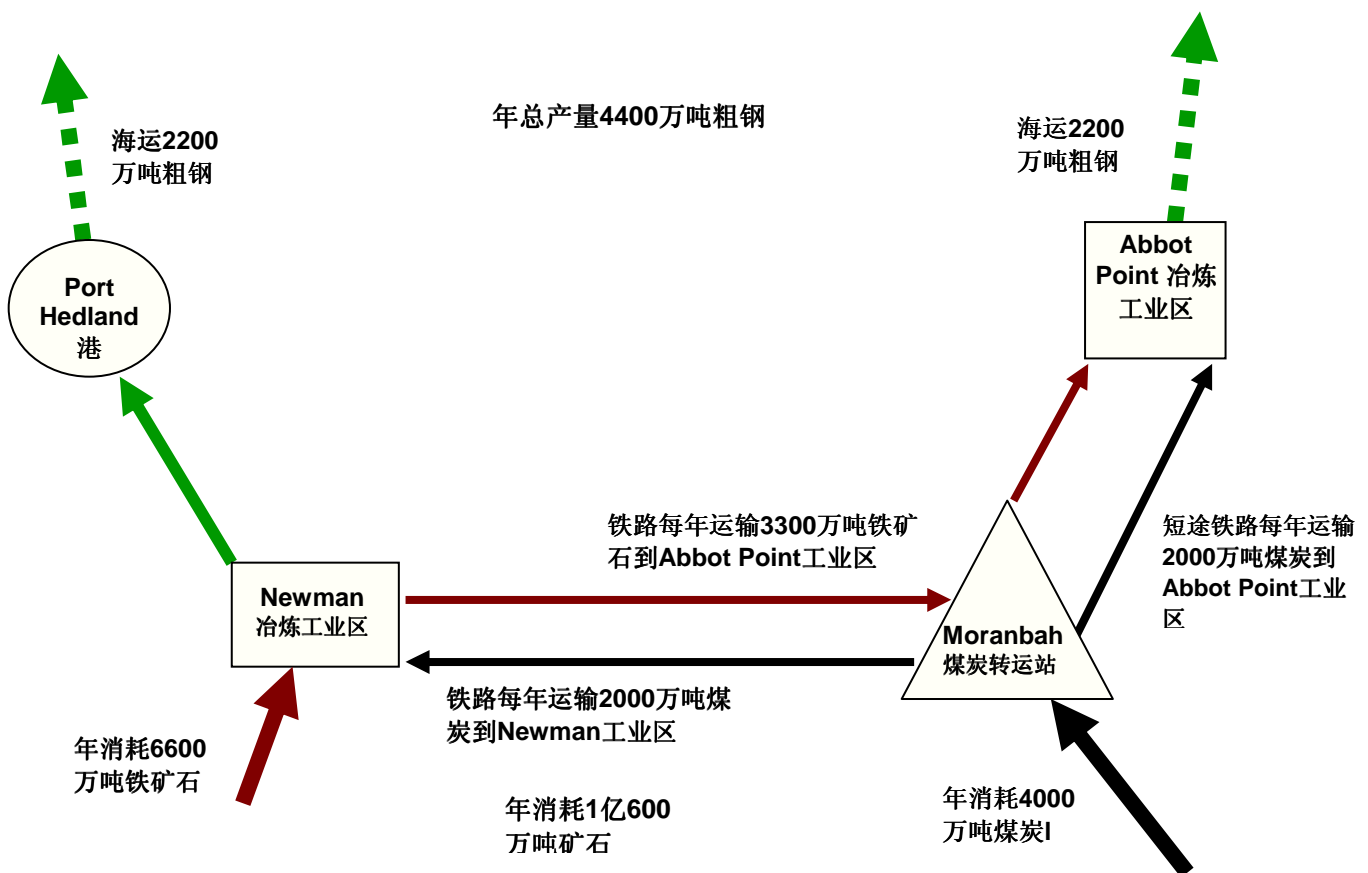 年总产量4400万吨粗钢
海运2200
万吨粗钢
海运2200
万吨粗钢
Port
Hedland
港
Abbot
Point 冶炼
工业区
铁路每年运输3300万吨铁矿
石到Abbot Point工业区
短途铁路每年运输
2000万吨煤炭到
Abbot Point工业
区
Newman
冶炼工业区
Moranbah
煤炭转运站
铁路每年运输2000万吨煤
炭到Newman工业区
年消耗6600
万吨铁矿石
年消耗1亿600
万吨矿石
年消耗4000
万吨煤炭l